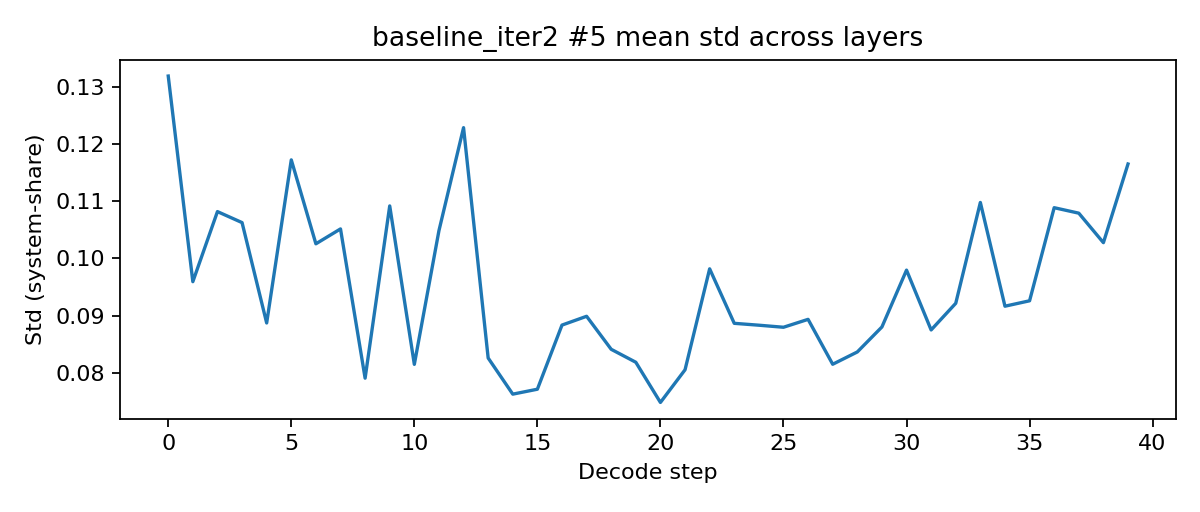 baseline_iter2 #5 mean std across layers
Std (system-share)
0.13
0.12
0.11
0.10
0.09
0.08
0 5 10 15 20 25 30 35 40
Decode step